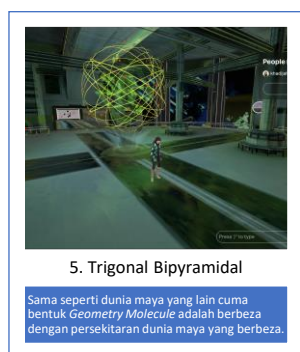 People
Press
to type
5. Trigonal Bipyramidal
Sama seperti dunia maya yang lain cuma
bentuk Geometry Molecule adalah berbeza
dengan persekitaran dunia maya yang berbeza.